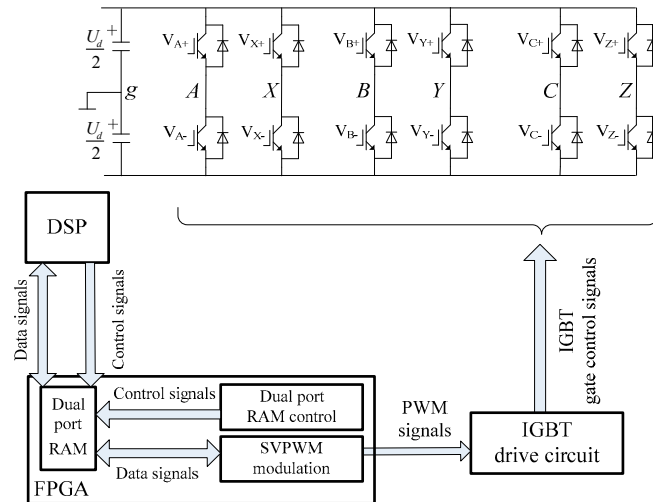 U_d + V_A+ V_X+ V_B+ V_Y+ V_C+ V_Z+
2
g A X B Y C Z
U_d + V_A- V_X- V_B- V_Y- V_C- V_Z-
2
DSP
Data signals
Control signals
IGBT
gate control signals
Dual
port
RAM
Control signals
Dual port
RAM control
Data signals
SVPWM
modulation
FPGA
PWM
signals
IGBT
drive circuit